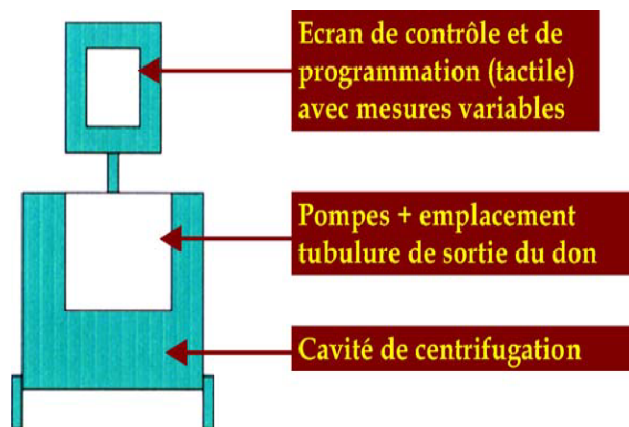 Ecran de contrôle et de
programmation (tactile)
avec mesures variables
Pompes + emplacement
tubulure de sortie du don
Cavité de centrifugation